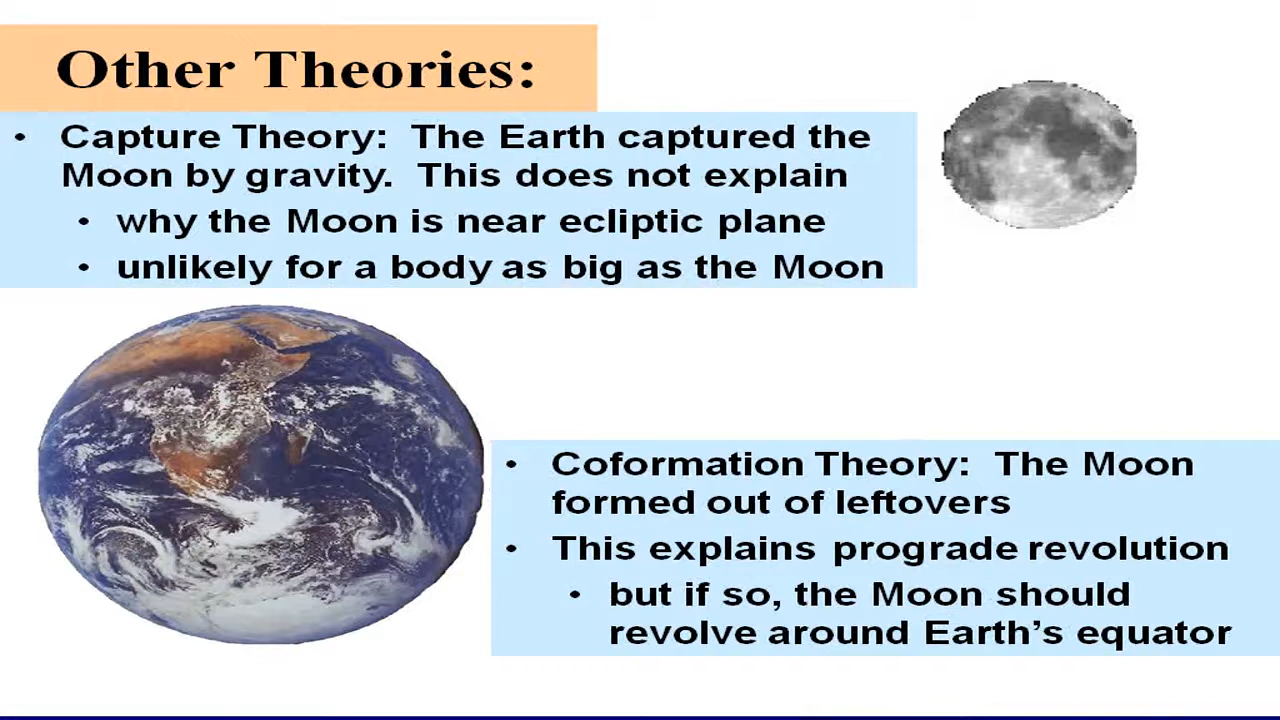 Other Theories:
• Capture Theory: The Earth captured the
Moon by gravity. This does not explain
• why the Moon is near ecliptic plane
• unlikely for a body as big as the Moon
• Coformation Theory: The Moon
formed out of leftovers
• This explains prograde revolution
• but if so, the Moon should
revolve around Earth’s equator